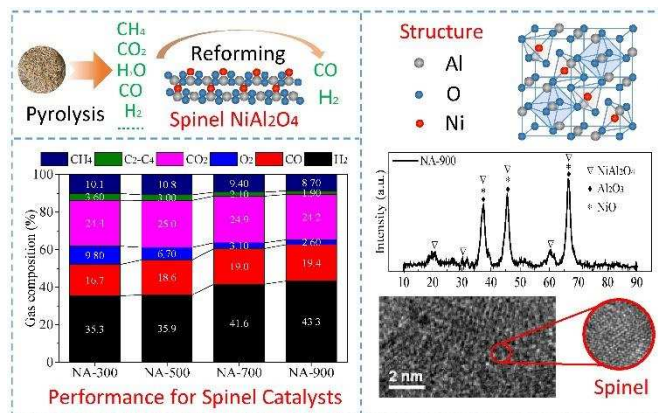 CH4
CO2
H2O
CO
H2
Pyrolysis
Reforming
Spinel NiAl2O4
CO
H2
CH4 C2-C4 CO2 O2 CO H2
Gas composition (%)
100
80
60
40
20
0
10.1 10.8 9.40 8.70
3.60 3.00 2.10 1.90
24.4 25.0 24.9 24.2
9.80 6.70 3.10 2.60
16.7 18.6 19.0 19.4
35.3 35.9 41.6 43.3
NA-300 NA-500 NA-700 NA-900
Performance for Spinel Catalysts
Structure
Al
O
Ni
NA-900
▽ NiAl2O4
♦ Al2O3
* NiO
Intensity (a.u.)
10 20 30 40 50 60 70 80 90
2 nm
Spinel